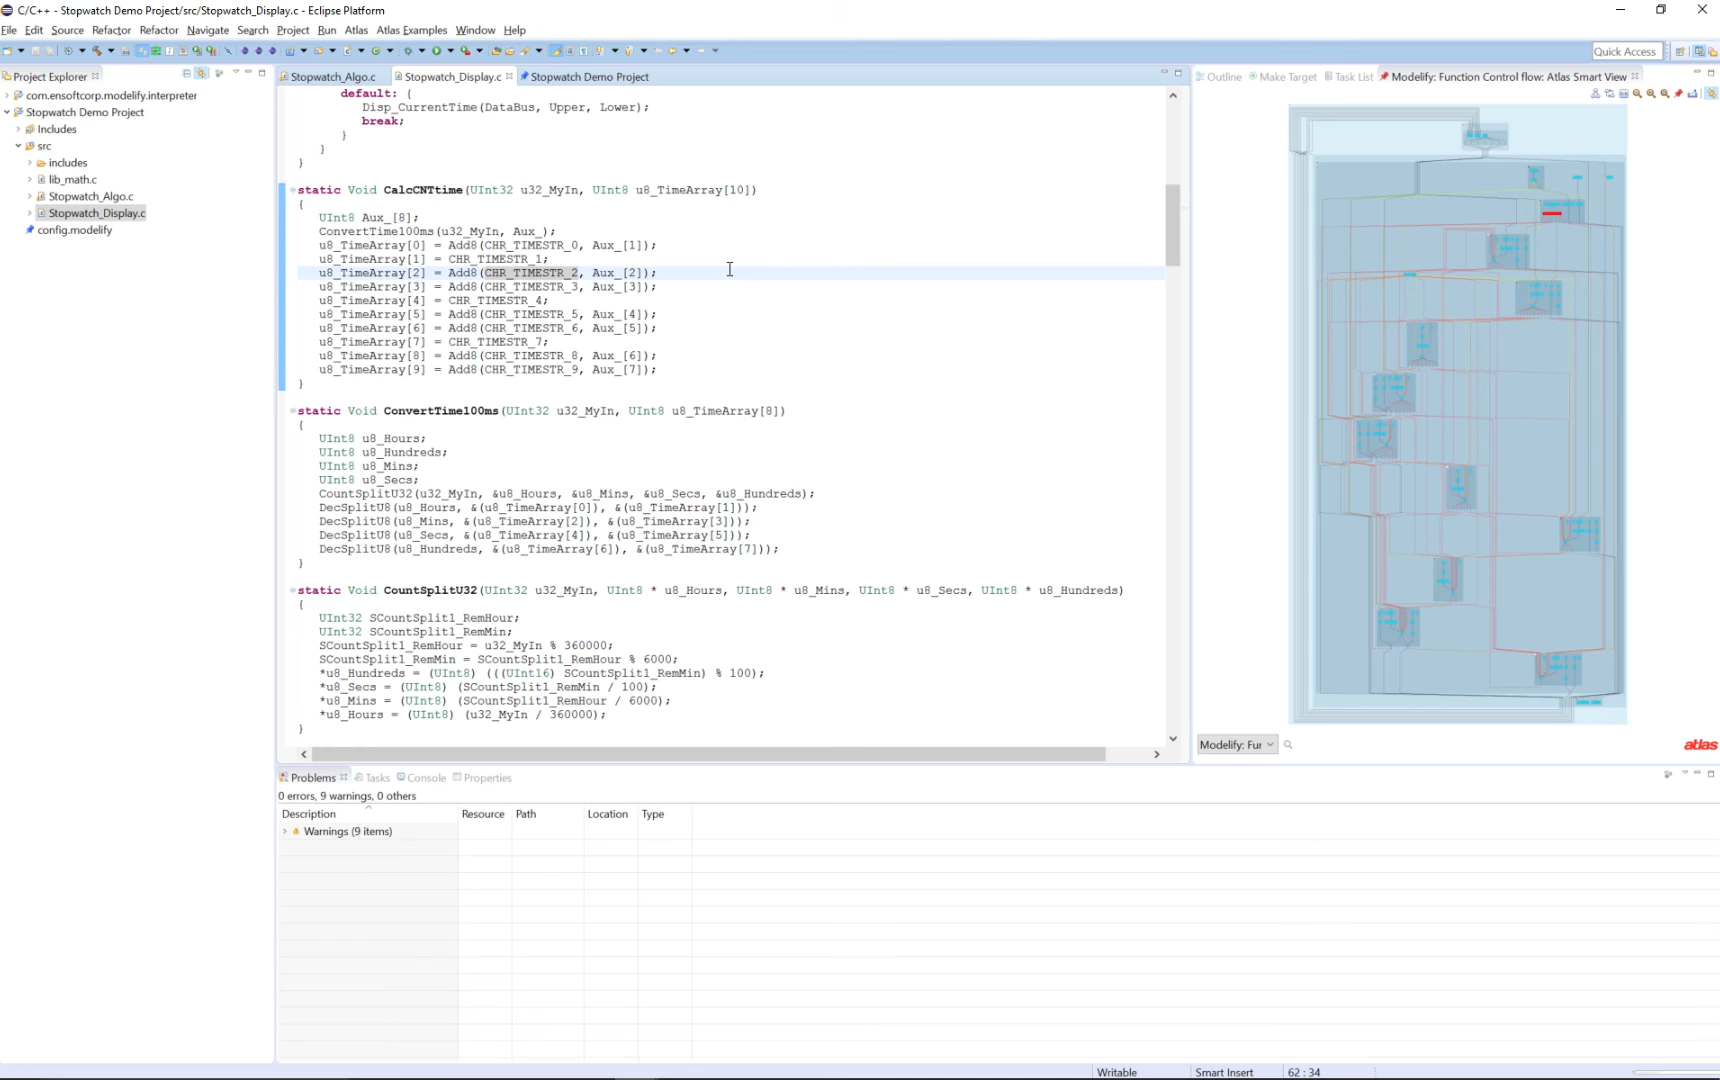 C/C++ - Stopwatch Demo Project/src/Stopwatch_Display.c - Eclipse Platform
File Edit Source Refactor Refactor Navigate Search Project Run Atlas Atlas Examples Window Help
Quick Access
Project Explorer
com.ensoftcorp.modelify.interpreter
Stopwatch Demo Project
Includes
src
includes
lib_math.c
Stopwatch_Algo.c
Stopwatch_Display.c
config.modelify
Stopwatch_Algo.c Stopwatch_Display.c Stopwatch Demo Project
default: {
Disp_CurrentTime(DataBus, Upper, Lower);
break;
}
}
}
static Void CalcCNTtime(UInt32 u32_MyIn, UInt8 u8_TimeArray[10])
{
UInt8 Aux_[8];
ConvertTime100ms(u32_MyIn, Aux_);
u8_TimeArray[0] = Add8(CHR_TIMESTR_0, Aux_[1]);
u8_TimeArray[1] = CHR_TIMESTR_1;
u8_TimeArray[2] = Add8(CHR_TIMESTR_2, Aux_[2]);
u8_TimeArray[3] = Add8(CHR_TIMESTR_3, Aux_[3]);
u8_TimeArray[4] = CHR_TIMESTR_4;
u8_TimeArray[5] = Add8(CHR_TIMESTR_5, Aux_[4]);
u8_TimeArray[6] = Add8(CHR_TIMESTR_6, Aux_[5]);
u8_TimeArray[7] = CHR_TIMESTR_7;
u8_TimeArray[8] = Add8(CHR_TIMESTR_8, Aux_[6]);
u8_TimeArray[9] = Add8(CHR_TIMESTR_9, Aux_[7]);
}
static Void ConvertTime100ms(UInt32 u32_MyIn, UInt8 u8_TimeArray[8])
{
UInt8 u8_Hours;
UInt8 u8_Hundreds;
UInt8 u8_Mins;
UInt8 u8_Secs;
CountSplitU32(u32_MyIn, &u8_Hours, &u8_Mins, &u8_Secs, &u8_Hundreds);
DecSplitU8(u8_Hours, &(u8_TimeArray[0]), &(u8_TimeArray[1]));
DecSplitU8(u8_Mins, &(u8_TimeArray[2]), &(u8_TimeArray[3]));
DecSplitU8(u8_Secs, &(u8_TimeArray[4]), &(u8_TimeArray[5]));
DecSplitU8(u8_Hundreds, &(u8_TimeArray[6]), &(u8_TimeArray[7]));
}
static Void CountSplitU32(UInt32 u32_MyIn, UInt8 * u8_Hours, UInt8 * u8_Mins, UInt8 * u8_Secs, UInt8 * u8_Hundreds)
{
UInt32 SCountSplit1_RemHour;
UInt32 SCountSplit1_RemMin;
SCountSplit1_RemHour = u32_MyIn % 360000;
SCountSplit1_RemMin = SCountSplit1_RemHour % 6000;
*u8_Hundreds = (UInt8) (((UInt16) SCountSplit1_RemMin) % 100);
*u8_Secs = (UInt8) (SCountSplit1_RemMin / 100);
*u8_Mins = (UInt8) (SCountSplit1_RemHour / 6000);
*u8_Hours = (UInt8) (u32_MyIn / 360000);
}
Outline Make Target Task List Modelify: Function Control flow: Atlas Smart View
Modelify: Fur
atlas
Problems Tasks Console Properties
0 errors, 9 warnings, 0 others
Description Resource Path Location Type
Warnings (9 items)
Writable Smart Insert 62 : 34